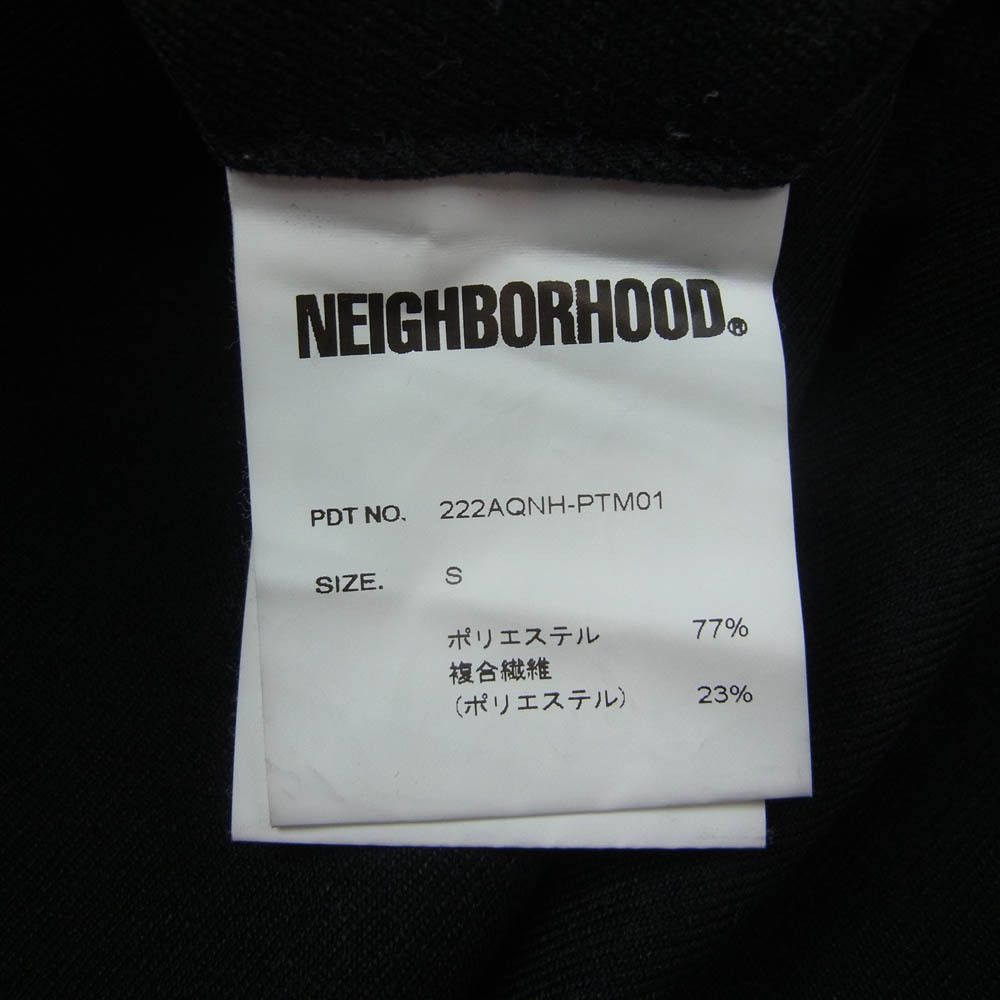 NEIGHBORHOOD®
PDT NO. 222AQNH-PTM01
SIZE. S
ポリエステル 77%
複合繊維
(ポリエステル) 23%